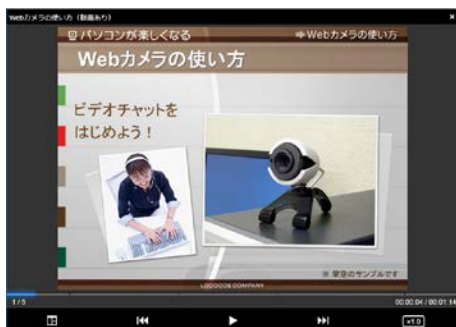 Webカメラの使い方（動画あり）
パソコンが楽しくなる
Webカメラの使い方
Webカメラの使い方
ビデオチャットを
はじめよう！
※ 架空のサンプルです
LOGOSOS COMPANY
1 / 5
00:00:04 / 00:01:14
x1.0